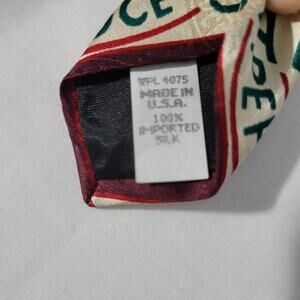 WPL 4075
MADE IN
U.S.A.
100%
IMPORTED
SILK